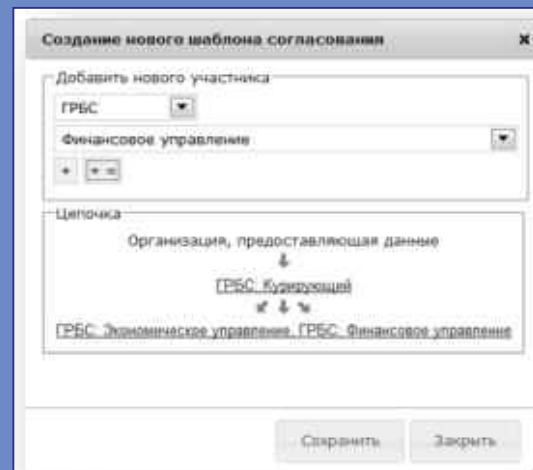 Создание нового шаблона согласования
Добавить нового участника
ГРБС
Финансовое управление
+ + =
Цепочка
Организация, предоставляющая данные
ГРБС: Курирующий
ГРБС: Экономическое управление, ГРБС: Финансовое управление
Сохранить Закрыть